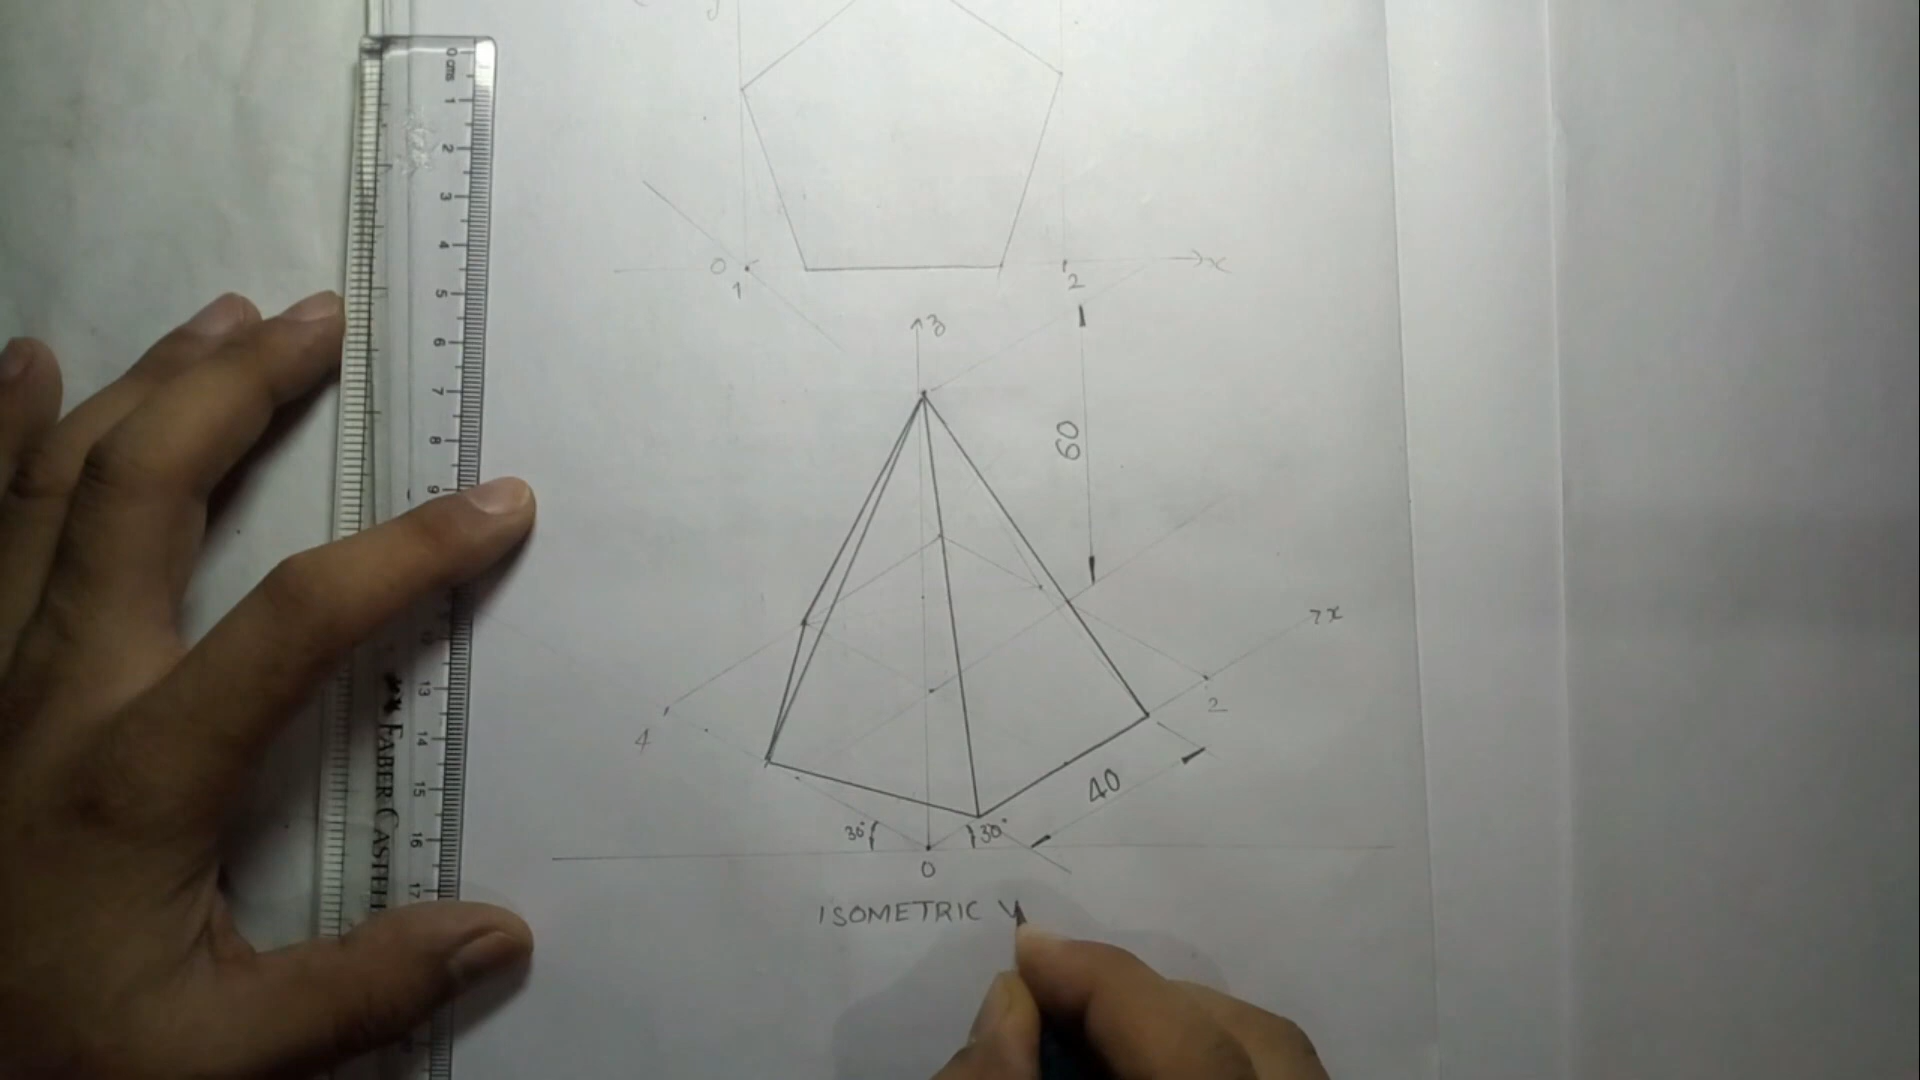 0 x
1 2
z
60
x
2
4
40
30° 30°
0
ISOMETRIC V
0 cms 1 2 3 4 5 6 7 8 9 13 14 15 16 17
FABER CASTELL